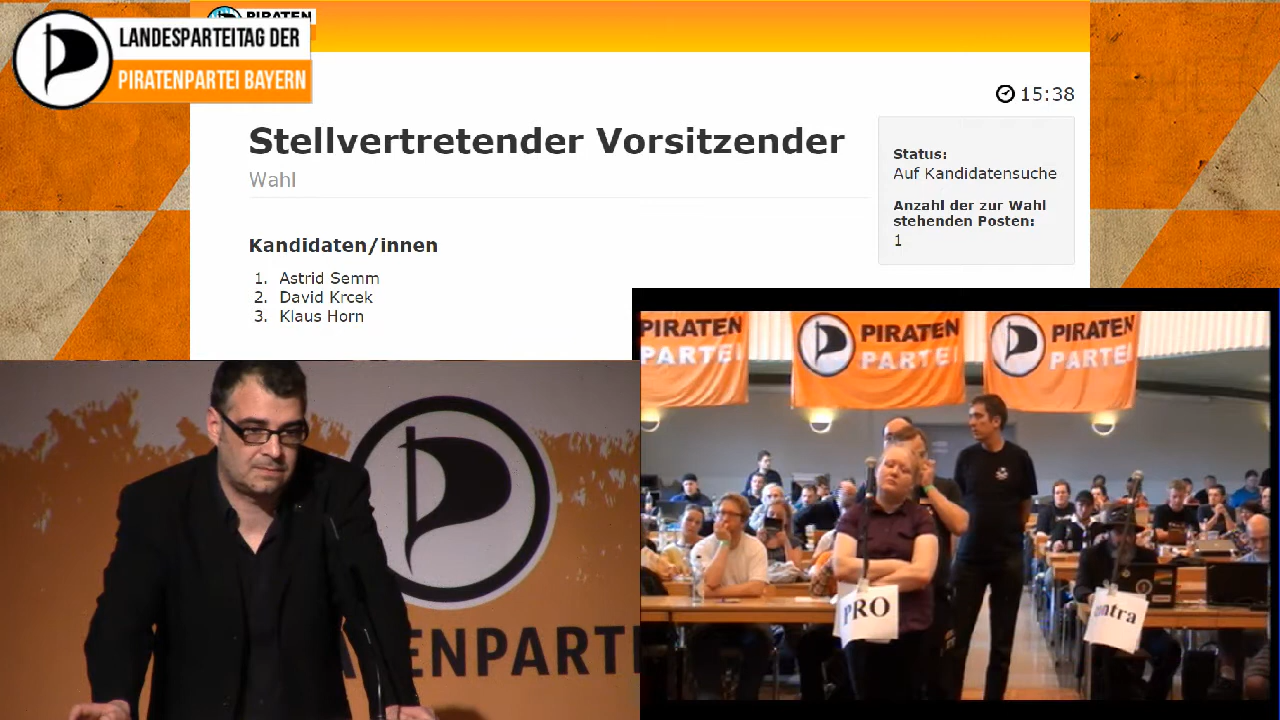 PIRATEN
LANDESPARTEITAG DER
PIRATENPARTEI BAYERN
15:38
Stellvertretender Vorsitzender
Wahl
Status:
Auf Kandidatensuche
Anzahl der zur Wahl
stehenden Posten:
1
Kandidaten/innen
1. Astrid Semm
2. David Krcek
3. Klaus Horn
PIRATEN
PARTEI
PIRATEN
PARTEI
PIRATEN
PARTEI
PRO
ontra
ENPARTE